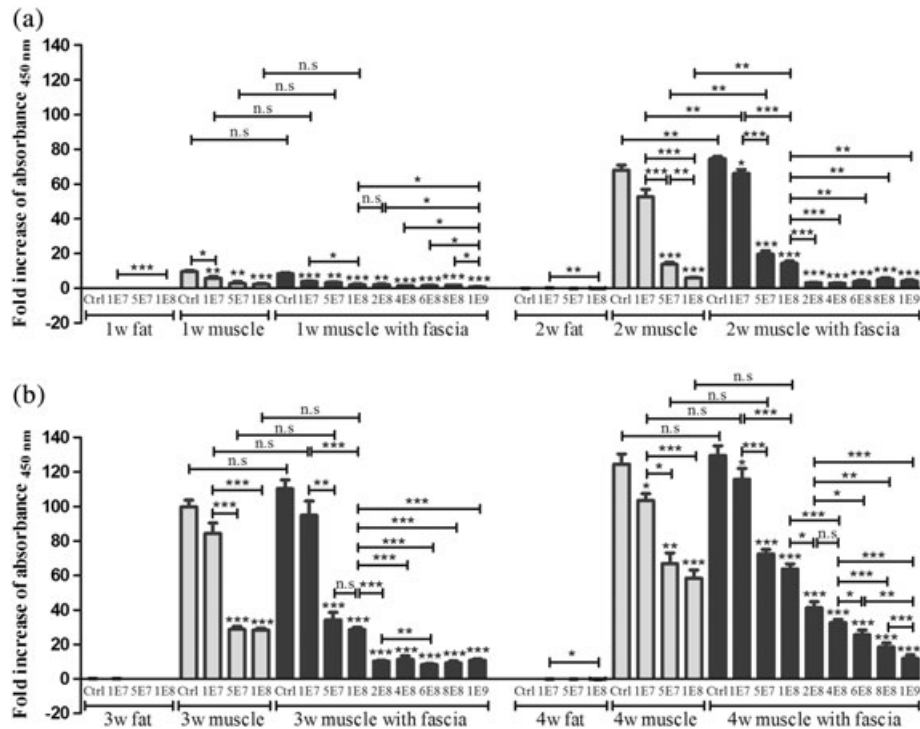 (a)
Fold increase of absorbance 450 nm
140
120
100
80
60
40
20
0
-20
n.s
n.s
n.s
n.s
*
n.s *
*
*
* *
***
* ** ** *** *** *** *** ** *** *** *** ***
Ctrl 1E7 5E7 1E8 Ctrl 1E7 5E7 1E8 Ctrl 1E7 5E7 1E8 2E8 4E8 6E8 8E8 1E9
1w fat 1w muscle 1w muscle with fascia
**
**
** ***
** ***
*** * **
*** ** **
**
***
***
**
*** *** *** *** *** *** *** ***
Ctrl 1E7 5E7 1E8 Ctrl 1E7 5E7 1E8 Ctrl 1E7 5E7 1E8 2E8 4E8 6E8 8E8 1E9
2w fat 2w muscle 2w muscle with fascia
(b)
Fold increase of absorbance 450 nm
140
120
100
80
60
40
20
0
-20
n.s
n.s
n.s ***
n.s
*** **
*** ***
***
***
***
n.s ***
*** *** *** **
*** *** *** *** ***
Ctrl 1E7 5E7 1E8 Ctrl 1E7 5E7 1E8 Ctrl 1E7 5E7 1E8 2E8 4E8 6E8 8E8 1E9
3w fat 3w muscle 3w muscle with fascia
n.s
n.s
n.s ***
n.s
*** ***
* * ***
* **
*
***
* n.s
** *** *** *** ***
***
* **
*** *** *** *** ***
***
*
Ctrl 1E7 5E7 1E8 Ctrl 1E7 5E7 1E8 Ctrl 1E7 5E7 1E8 2E8 4E8 6E8 8E8 1E9
4w fat 4w muscle 4w muscle with fascia